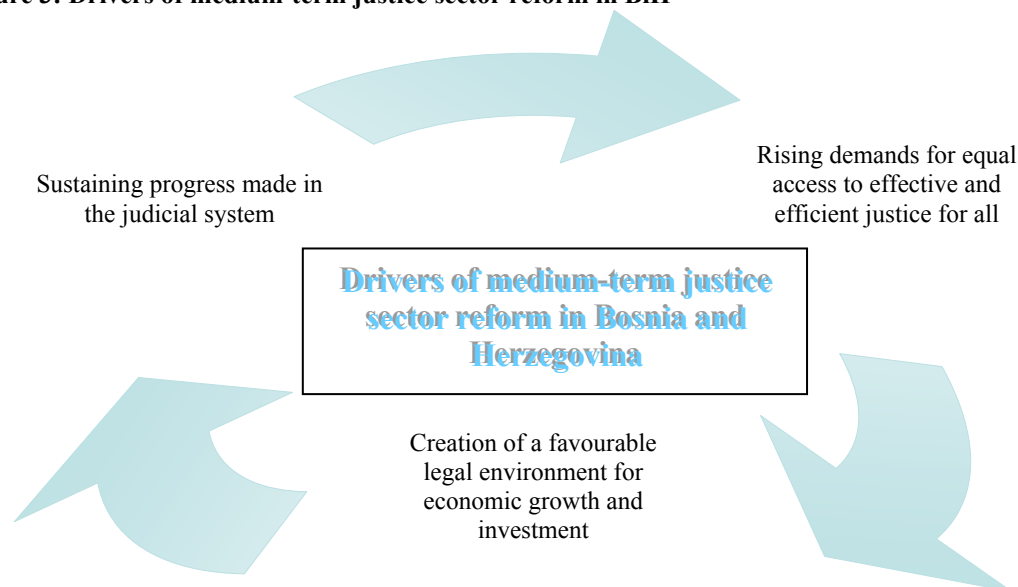 Sustaining progress made in
the judicial system
Rising demands for equal
access to effective and
efficient justice for all
Drivers of medium-term justice
sector reform in Bosnia and
Herzegovina
Creation of a favourable
legal environment for
economic growth and
investment